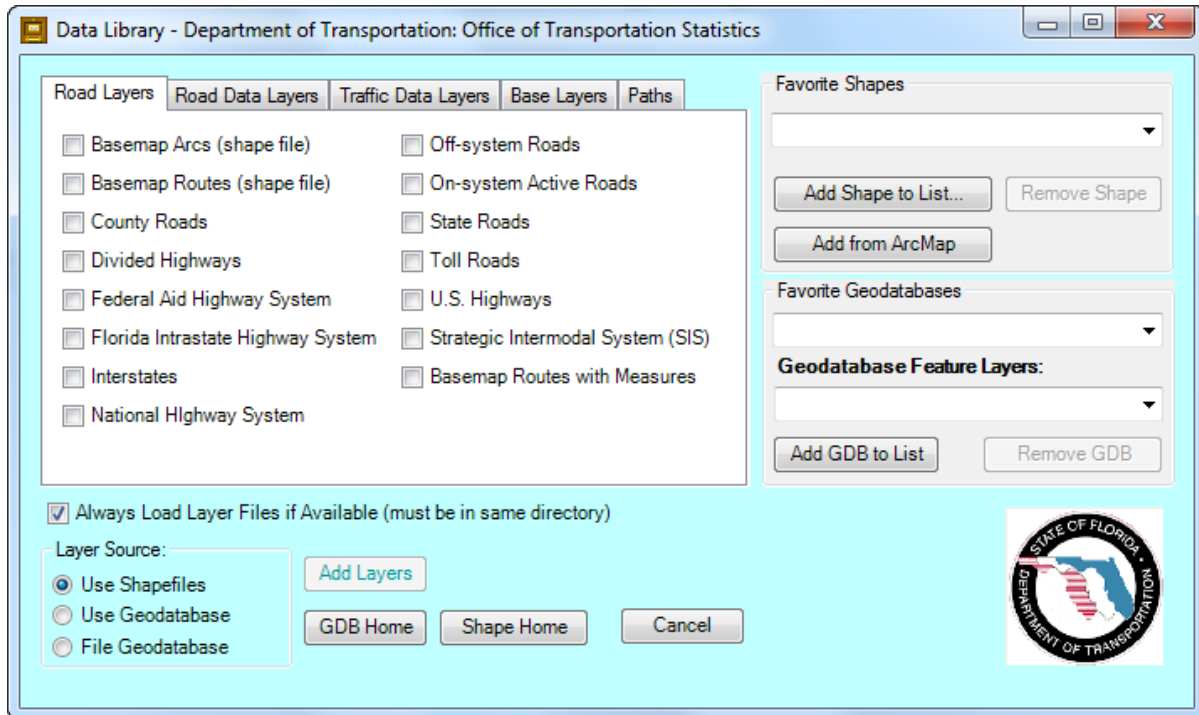 Data Library - Department of Transportation: Office of Transportation Statistics
Road Layers
Road Data Layers
Traffic Data Layers
Base Layers
Paths
Basemap Arcs (shape file)
Basemap Routes (shape file)
County Roads
Divided Highways
Federal Aid Highway System
Florida Intrastate Highway System
Interstates
National HIghway System
Off-system Roads
On-system Active Roads
State Roads
Toll Roads
U.S. Highways
Strategic Intermodal System (SIS)
Basemap Routes with Measures
Favorite Shapes
Add Shape to List...
Remove Shape
Add from ArcMap
Favorite Geodatabases
Geodatabase Feature Layers:
Add GDB to List
Remove GDB
Always Load Layer Files if Available (must be in same directory)
Layer Source:
Use Shapefiles
Use Geodatabase
File Geodatabase
Add Layers
GDB Home
Shape Home
Cancel
STATE OF FLORIDA
DEPARTMENT OF TRANSPORTATION